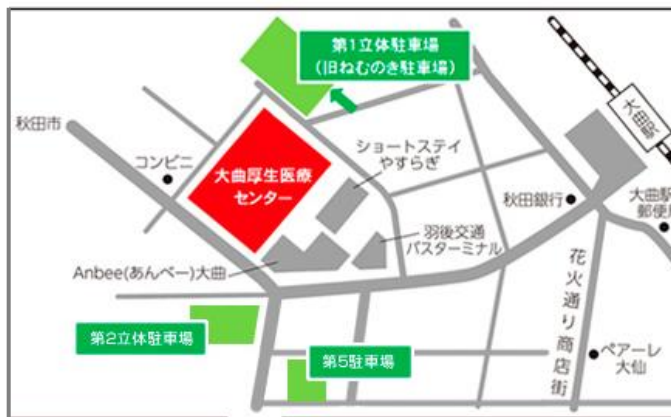 第1立体駐車場
(旧ねむのき駐車場)
大曲駅
秋田市
コンビニ
大曲厚生医療
センター
ショートステイ
やすらぎ
秋田銀行
大曲駅
郵便
羽後交通
バスターミナル
Anbee(あんべー)大曲
花火通り商店街
第2立体駐車場
第5駐車場
ペアーレ
大仙